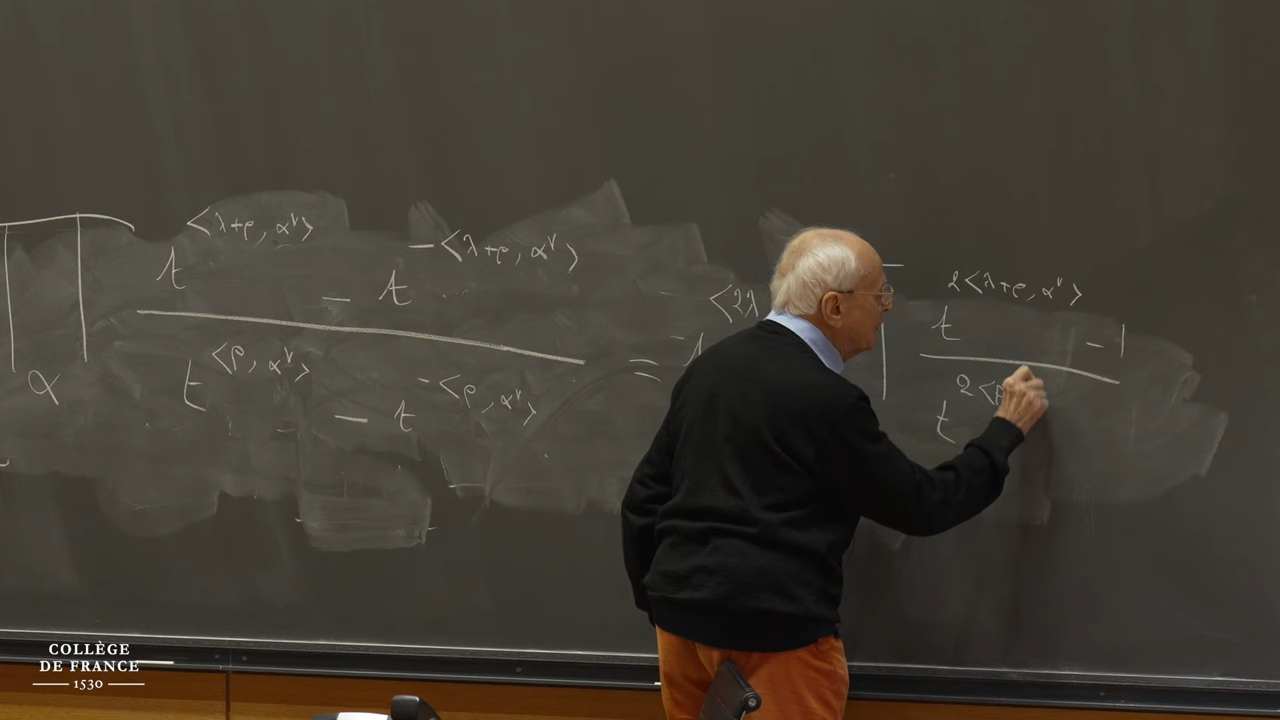 ∏ t^{<λ+ρ, α^v>} − t^{−<λ+ρ, α^v>} = t^{<2λ ∏ t^{2<λ+ρ, α^v>} − 1
α t^{<ρ, α^v>} − t^{−<ρ, α^v>} t^{2<ρ
COLLÈGE
DE FRANCE
1530